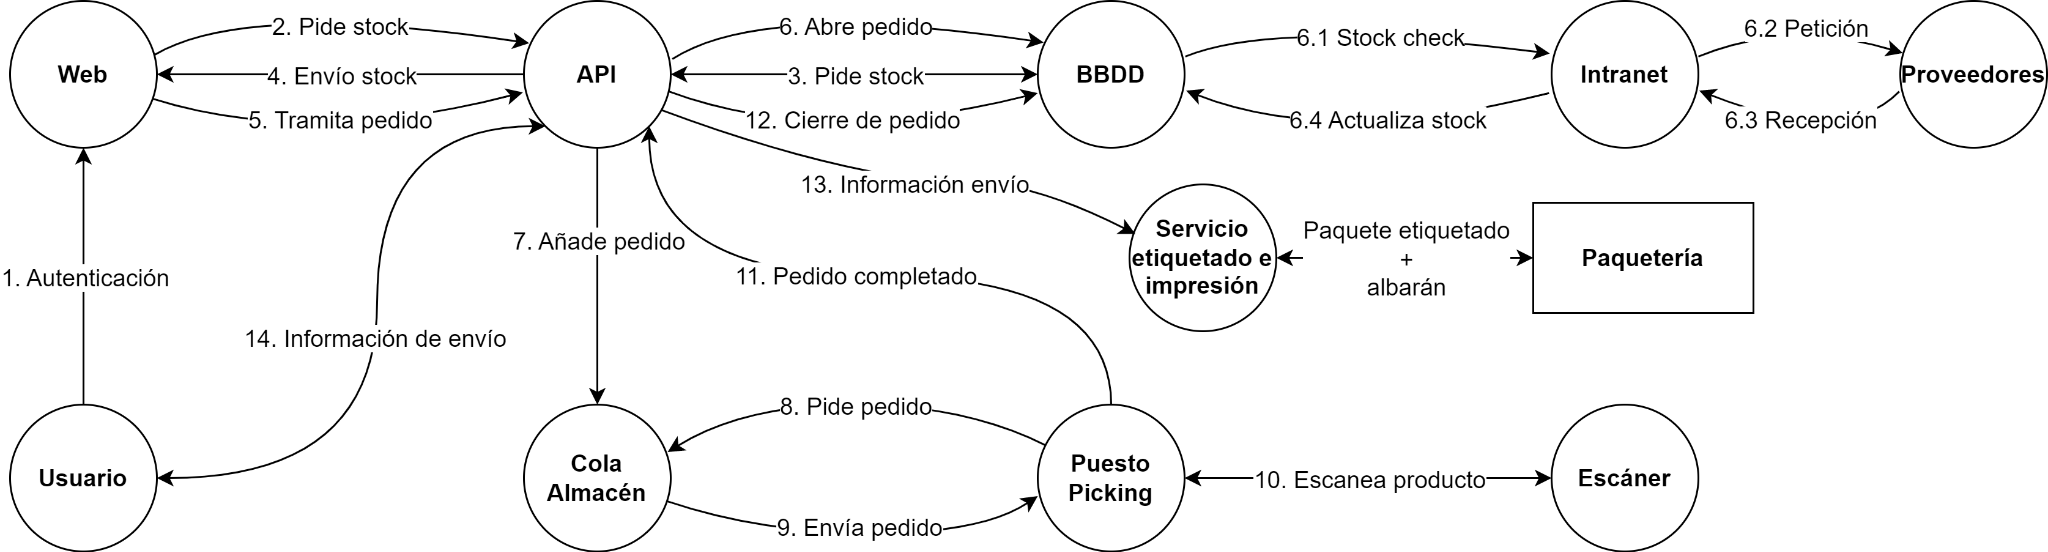 2. Pide stock
6. Abre pedido
6.1 Stock check
6.2 Petición
Web
4. Envío stock
API
3. Pide stock
BBDD
Intranet
Proveedores
5. Tramita pedido
12. Cierre de pedido
6.4 Actualiza stock
6.3 Recepción
13. Información envío
Servicio
etiquetado e
impresión
Paquete etiquetado
+
albarán
Paquetería
7. Añade pedido
1. Autenticación
11. Pedido completado
14. Información de envío
8. Pide pedido
Usuario
Cola
Almacén
Puesto
Picking
10. Escanea producto
Escáner
9. Envía pedido